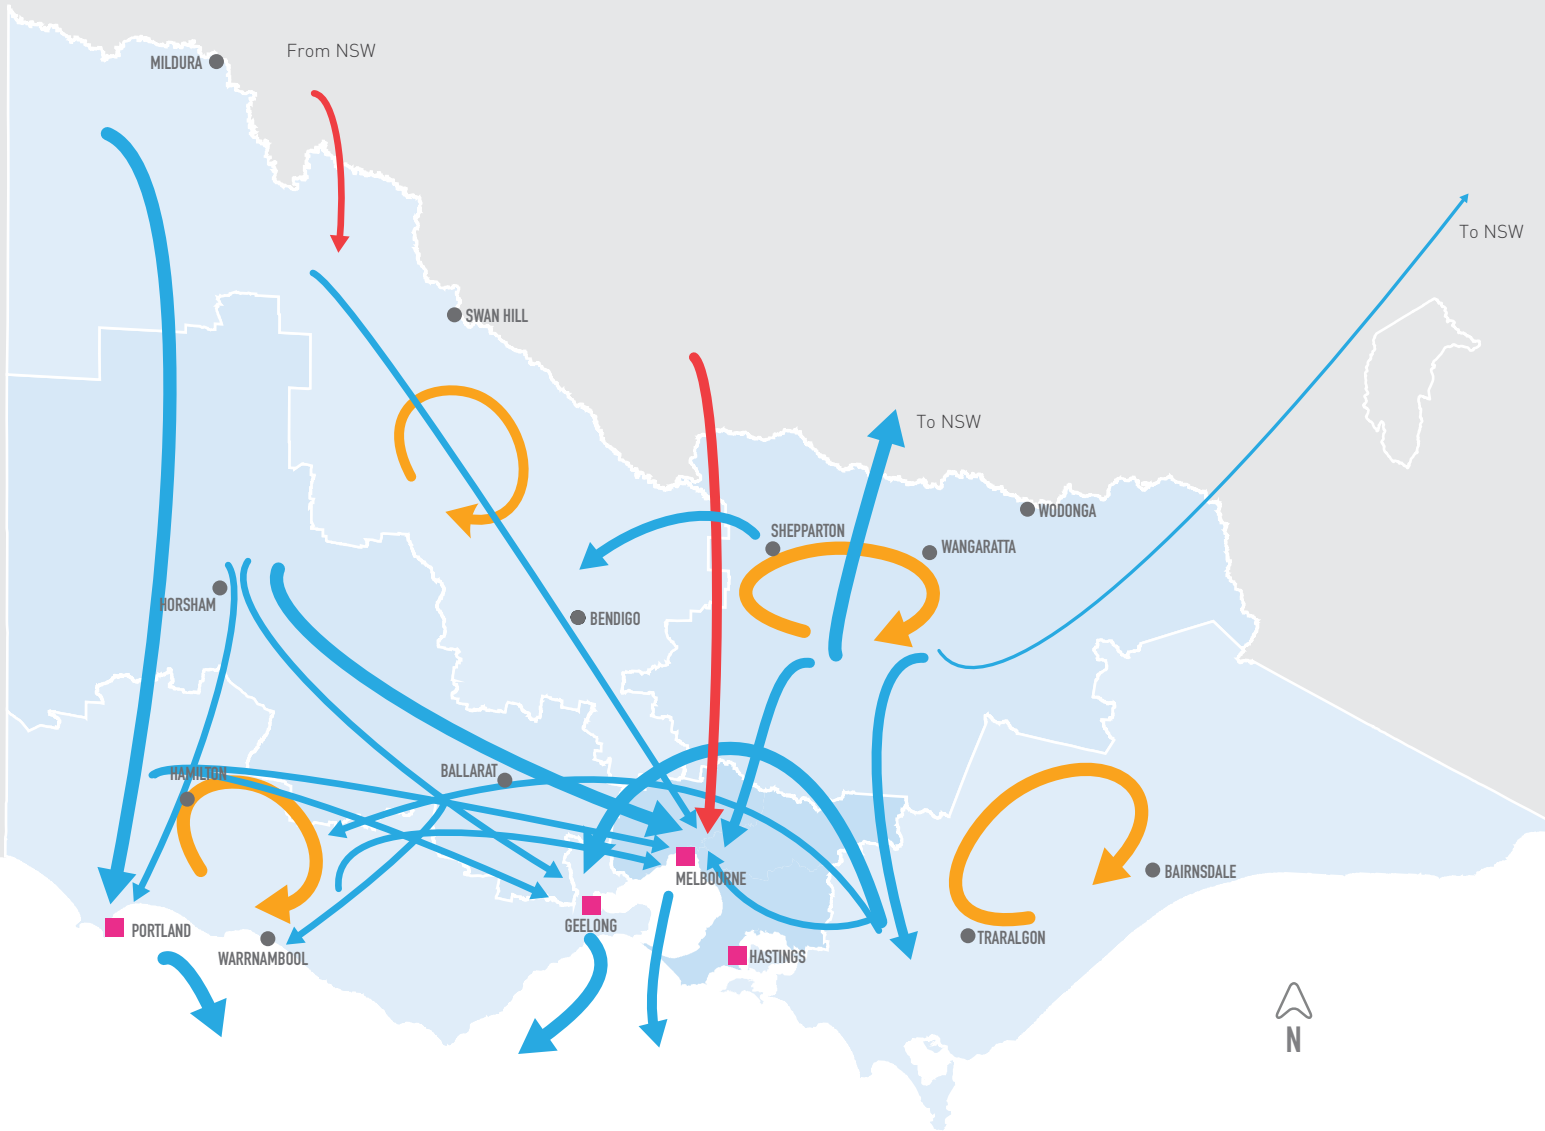 From NSW
MILDURA
To NSW
SWAN HILL
To NSW
WODONGA
SHEPPARTON
WANGARATTA
HORSHAM
BENDIGO
HAMILTON
BALLARAT
MELBOURNE
BAIRNSDALE
GEELONG
PORTLAND
TRARALGON
WARRNAMBOOL
HASTINGS
N